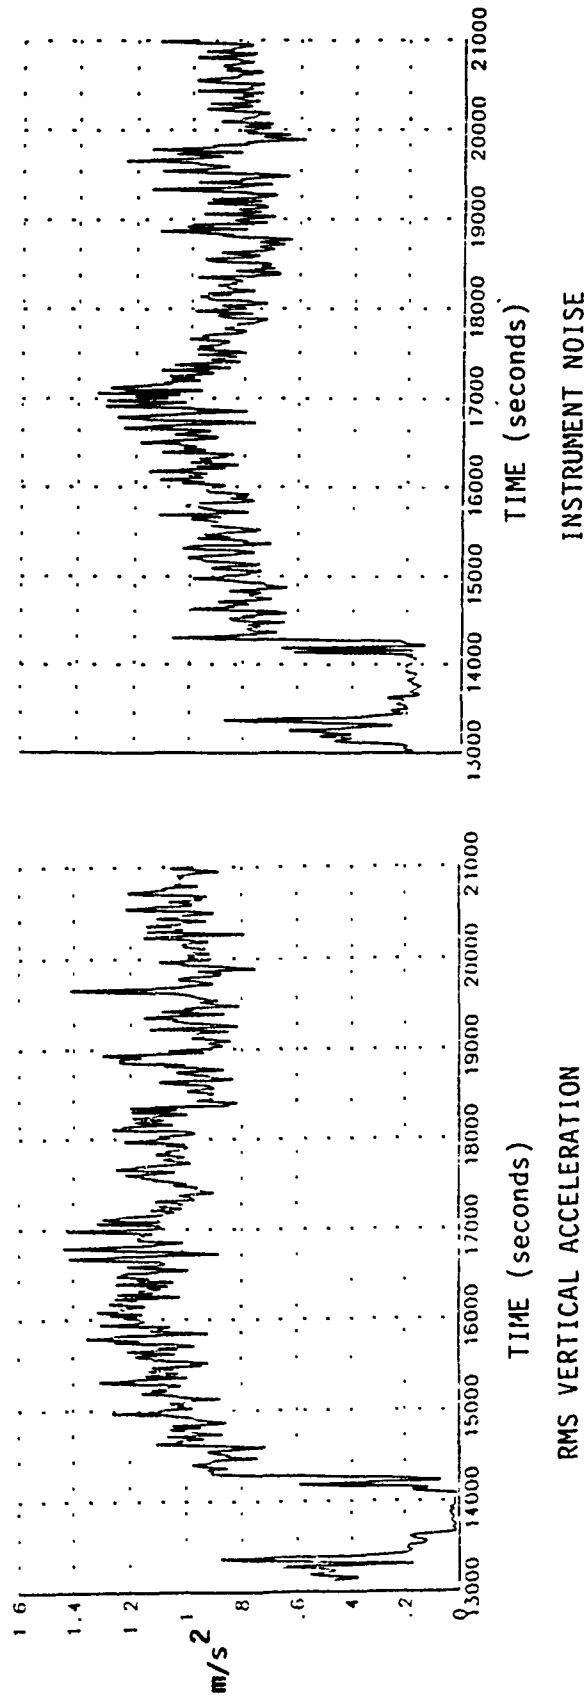 1 6
1.4
1 2
1
.8
.6
.4
.2
0
m/s2
13000 14000 15000 16000 17000 18000 19000 20000 21000
TIME (seconds)
RMS VERTICAL ACCELERATION
13000 14000 15000 16000 17000 18000 19000 20000 21000
TIME (seconds)
INSTRUMENT NOISE